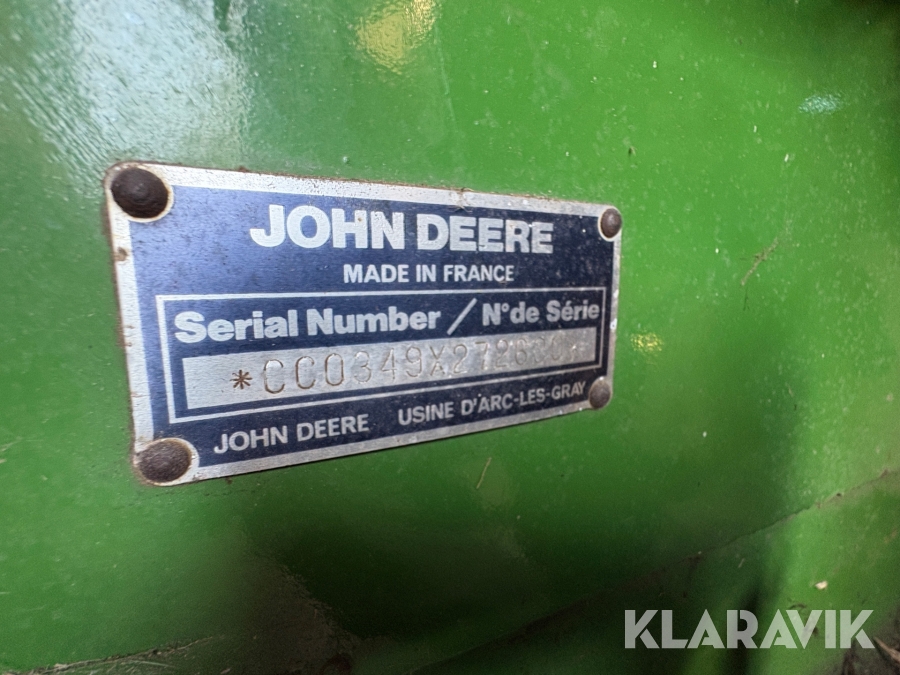 JOHN DEERE
MADE IN FRANCE
Serial Number / N°de Série
JOHN DEERE USINE D'ARC-LES-GRAY
KLARAVIK